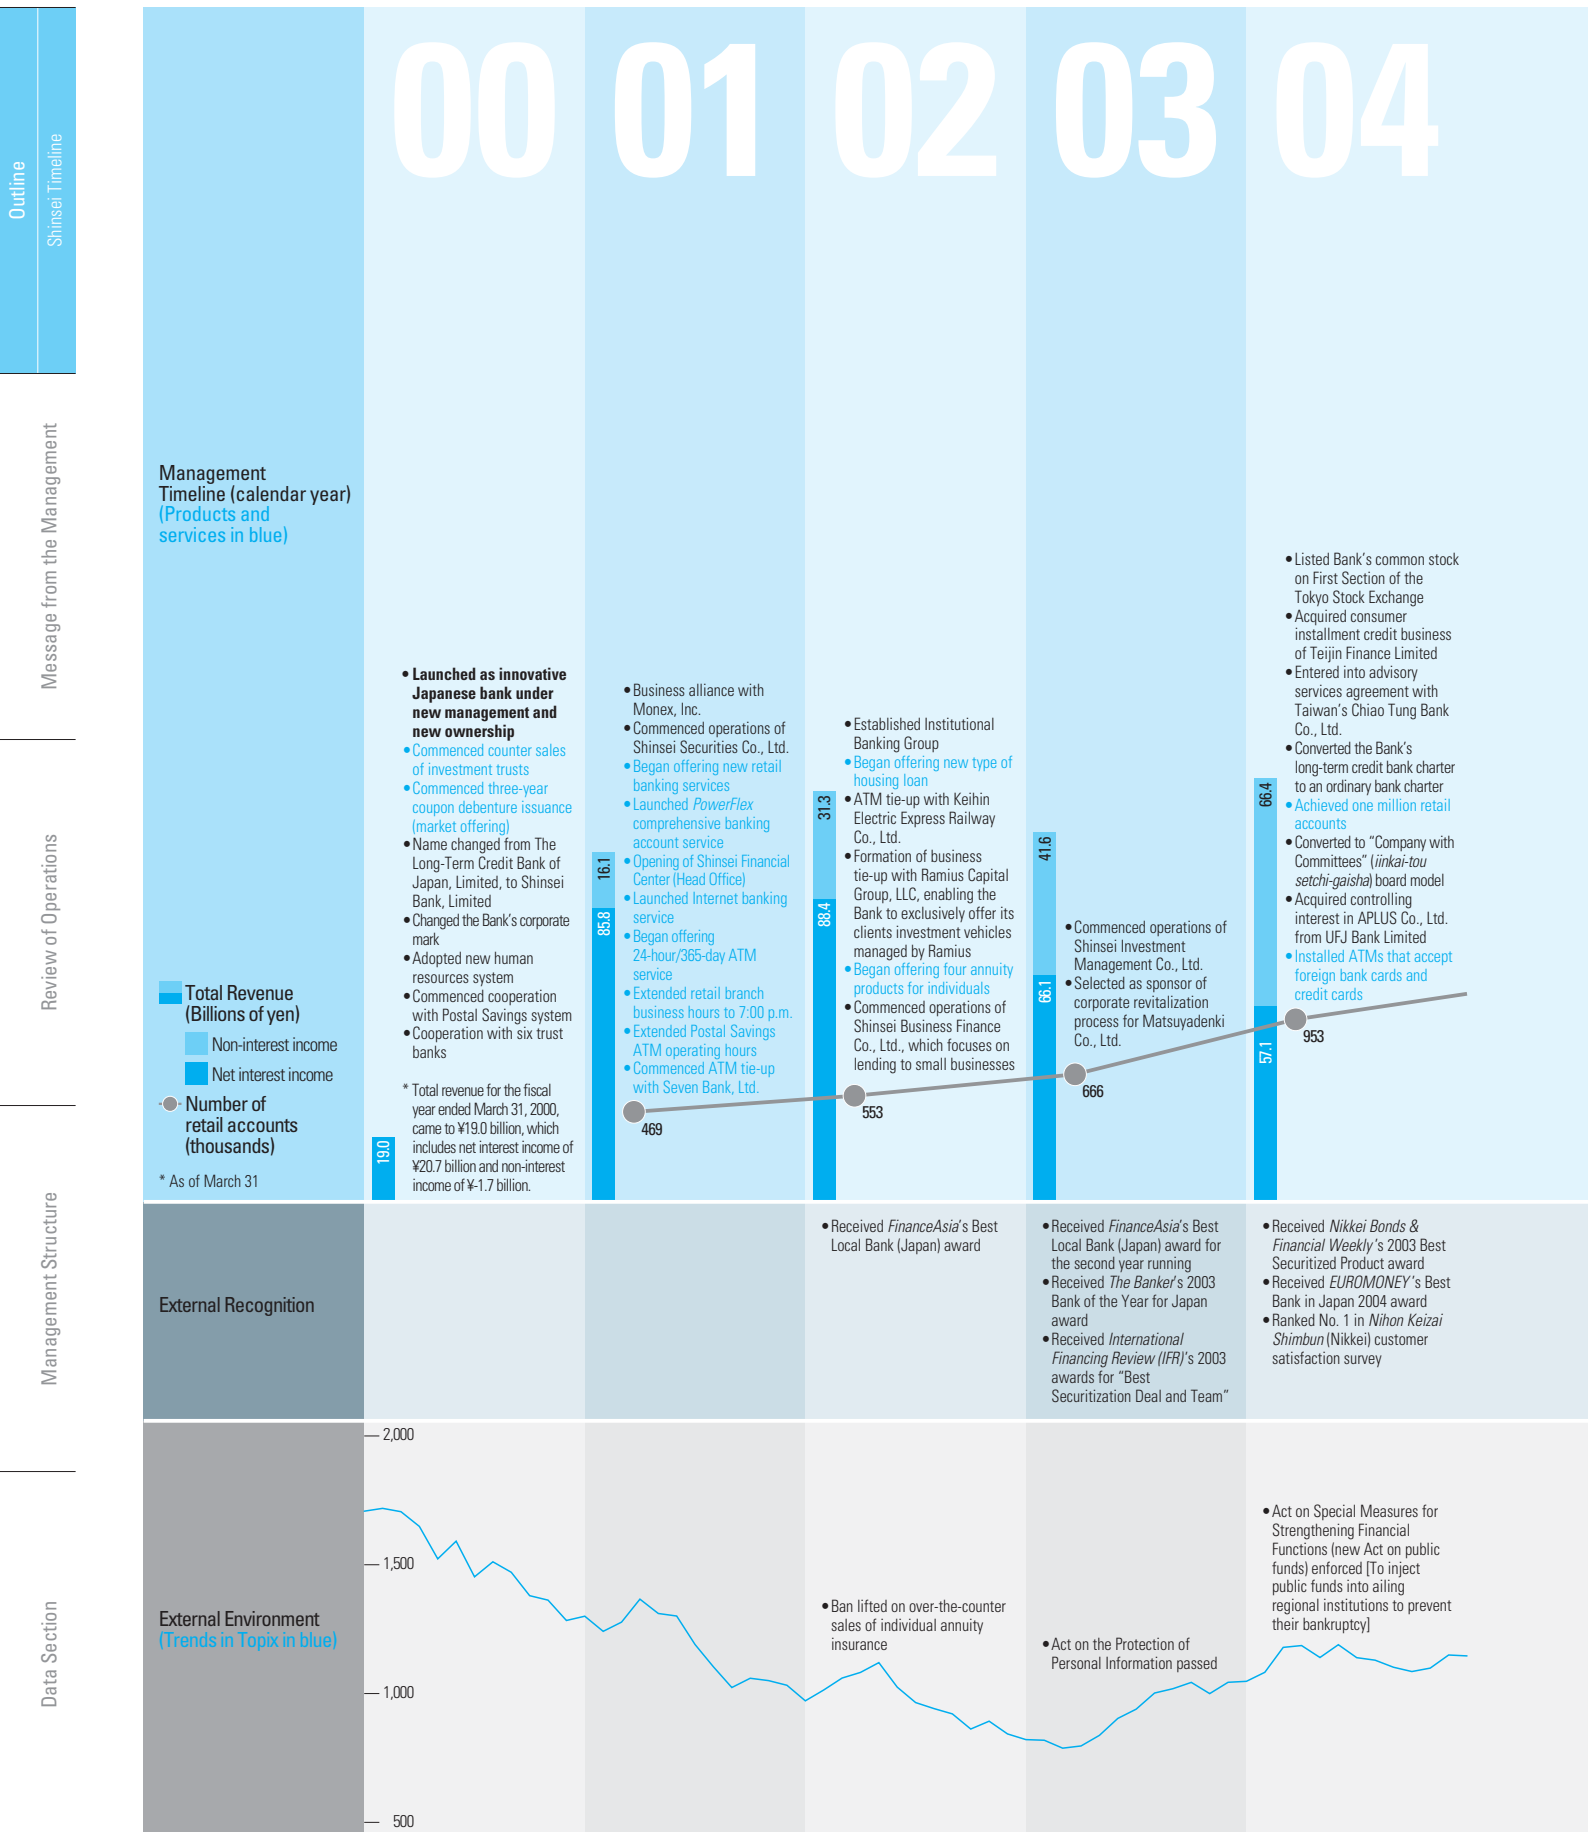 Outline
Shinsei Timeline
Message from the Management
Review of Operations
Management Structure
Data Section
00
01
02
03
04
Management
Timeline (calendar year)
(Products and
services in blue)
Total Revenue
(Billions of yen)
Non-interest income
Net interest income
Number of
retail accounts
(thousands)
* As of March 31
• Launched as innovative
Japanese bank under
new management and
new ownership
• Commenced counter sales
of investment trusts
• Commenced three-year
coupon debenture issuance
(market offering)
• Name changed from The
Long-Term Credit Bank of
Japan, Limited, to Shinsei
Bank, Limited
• Changed the Bank's corporate
mark
• Adopted new human
resources system
• Commenced cooperation
with Postal Savings system
• Cooperation with six trust
banks
* Total revenue for the fiscal
year ended March 31, 2000,
came to ¥19.0 billion, which
includes net interest income of
¥20.7 billion and non-interest
income of ¥-1.7 billion.
19.0
• Business alliance with
Monex, Inc.
• Commenced operations of
Shinsei Securities Co., Ltd.
• Began offering new retail
banking services
• Launched PowerFlex
comprehensive banking
account service
• Opening of Shinsei Financial
Center (Head Office)
• Launched Internet banking
service
• Began offering
24-hour/365-day ATM
service
• Extended retail branch
business hours to 7:00 p.m.
• Extended Postal Savings
ATM operating hours
• Commenced ATM tie-up
with Seven Bank, Ltd.
16.1
85.8
469
• Established Institutional
Banking Group
• Began offering new type of
housing loan
• ATM tie-up with Keihin
Electric Express Railway
Co., Ltd.
• Formation of business
tie-up with Ramius Capital
Group, LLC, enabling the
Bank to exclusively offer its
clients investment vehicles
managed by Ramius
• Began offering four annuity
products for individuals
• Commenced operations of
Shinsei Business Finance
Co., Ltd., which focuses on
lending to small businesses
31.3
88.4
553
• Commenced operations of
Shinsei Investment
Management Co., Ltd.
• Selected as sponsor of
corporate revitalization
process for Matsuyadenki
Co., Ltd.
41.6
66.1
666
• Listed Bank's common stock
on First Section of the
Tokyo Stock Exchange
• Acquired consumer
installment credit business
of Teijin Finance Limited
• Entered into advisory
services agreement with
Taiwan's Chiao Tung Bank
Co., Ltd.
• Converted the Bank's
long-term credit bank charter
to an ordinary bank charter
• Achieved one million retail
accounts
• Converted to "Company with
Committees" (iinkai-tou
setchi-gaisha) board model
• Acquired controlling
interest in APLUS Co., Ltd.
from UFJ Bank Limited
• Installed ATMs that accept
foreign bank cards and
credit cards
66.4
57.1
953
External Recognition
• Received FinanceAsia's Best
Local Bank (Japan) award
• Received FinanceAsia's Best
Local Bank (Japan) award for
the second year running
• Received The Banker's 2003
Bank of the Year for Japan
award
• Received International
Financing Review (IFR)'s 2003
awards for "Best
Securitization Deal and Team"
• Received Nikkei Bonds &
Financial Weekly's 2003 Best
Securitized Product award
• Received EUROMONEY's Best
Bank in Japan 2004 award
• Ranked No. 1 in Nihon Keizai
Shimbun (Nikkei) customer
satisfaction survey
External Environment
(Trends in Topix in blue)
2,000
1,500
1,000
500
• Ban lifted on over-the-counter
sales of individual annuity
insurance
• Act on the Protection of
Personal Information passed
• Act on Special Measures for
Strengthening Financial
Functions (new Act on public
funds) enforced [To inject
public funds into ailing
regional institutions to prevent
their bankruptcy]